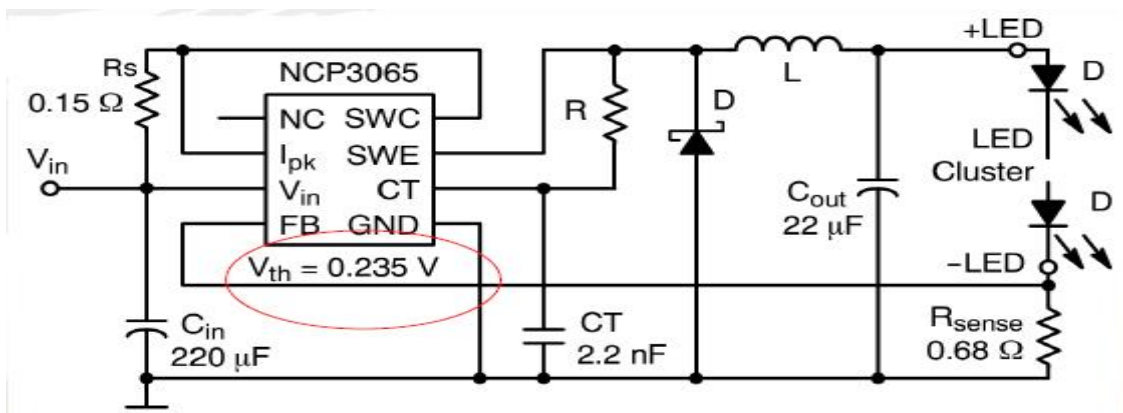 +LED
Rs
0.15 Ω
NCP3065
L
D
NC SWC
R
D
Ipk SWE
LED
Cluster
Vin
Vin CT
FB GND
Cout
22 μF
D
Vth = 0.235 V
−LED
Cin
220 μF
CT
2.2 nF
Rsense
0.68 Ω